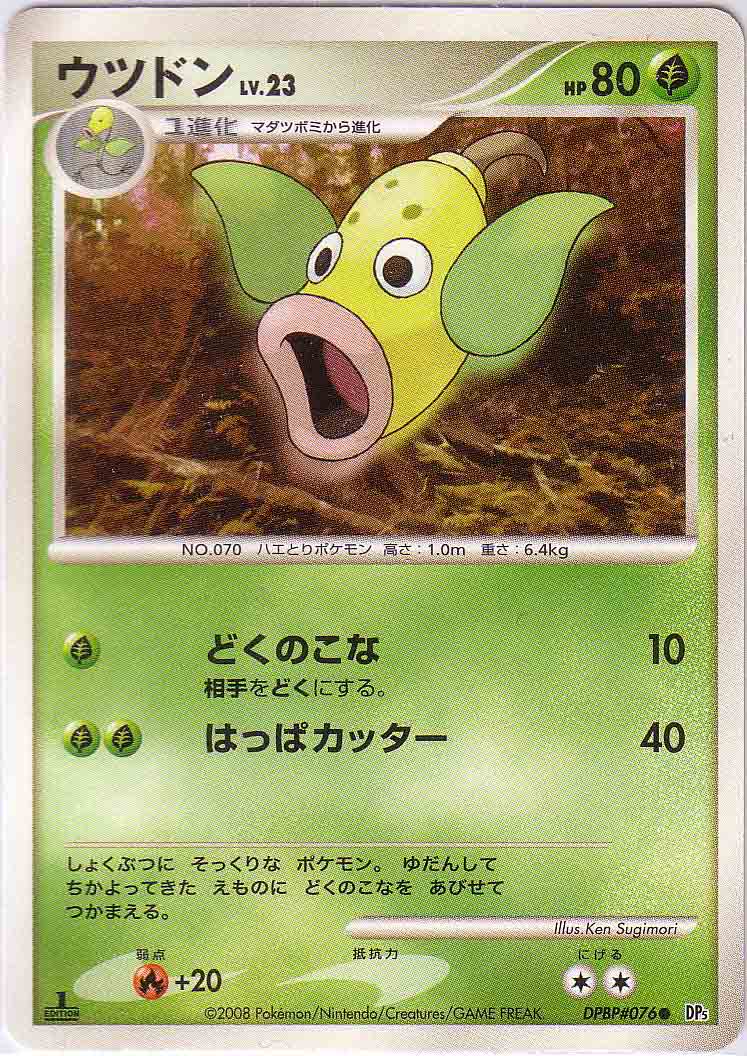 ウツドン LV.23 HP 80
1進化 マダツボミから進化
NO.070 ハエとりポケモン 高さ：1.0m 重さ：6.4kg
どくのこな 10
相手をどくにする。
はっぱカッター 40
しょくぶつに そっくりな ポケモン。 ゆだんして
ちかよってきた えものに どくのこなを あびせて
つかまえる。
Illus.Ken Sugimori
弱点 抵抗力 にげる
+20
1 EDITION ©2008 Pokémon/Nintendo/Creatures/GAME FREAK. DPBP#076 ● DP5